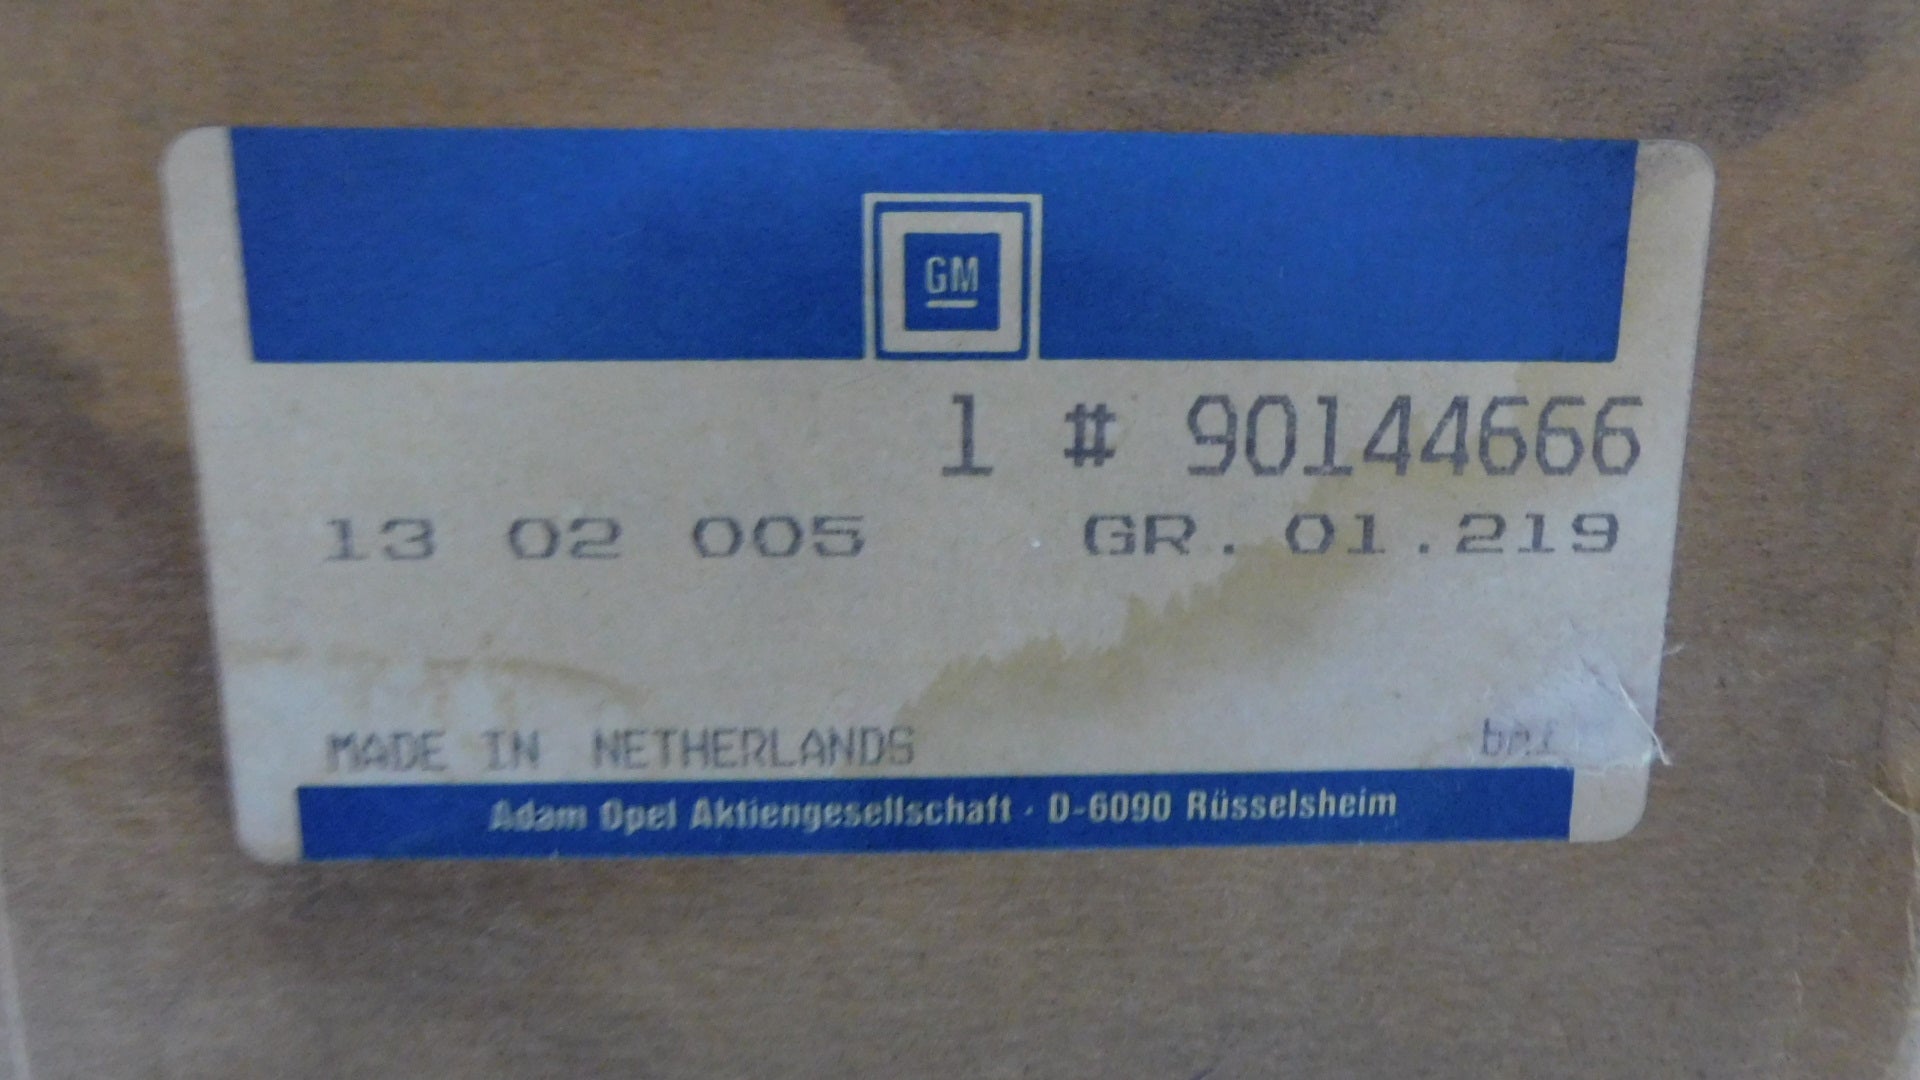 GM
1 # 90144666
13 02 005 GR. 01.219
MADE IN NETHERLANDS
Adam Opel Aktiengesellschaft · D-6090 Rüsselsheim